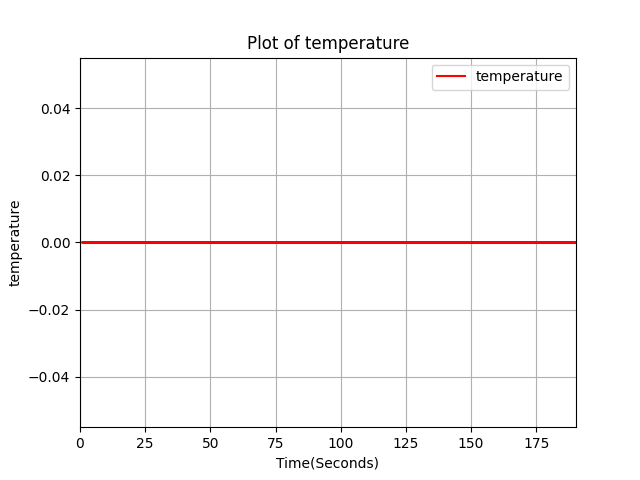 Plot of temperature
temperature
0.04
0.02
0.00
−0.02
−0.04
temperature
0 25 50 75 100 125 150 175
Time(Seconds)